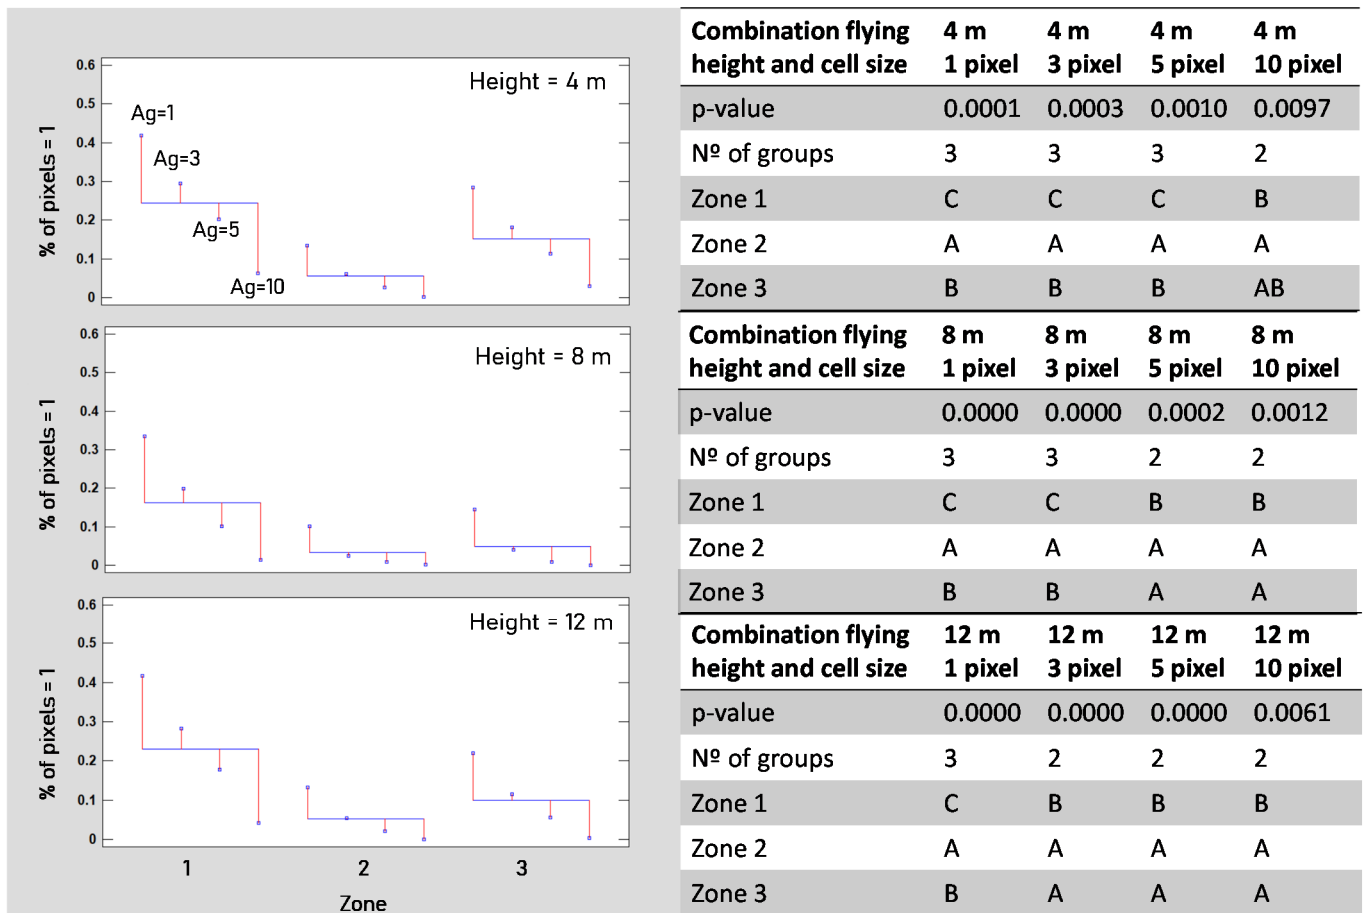 Height = 4 m
0.6
0.5
0.4
0.3
0.2
0.1
0
% of pixels = 1
Ag=1
Ag=3
Ag=5
Ag=10
Height = 8 m
0.6
0.5
0.4
0.3
0.2
0.1
0
% of pixels = 1
Height = 12 m
0.6
0.5
0.4
0.3
0.2
0.1
0
% of pixels = 1
1 2 3
Zone
Combination flying 4 m 4 m 4 m 4 m
height and cell size 1 pixel 3 pixel 5 pixel 10 pixel
p-value 0.0001 0.0003 0.0010 0.0097
Nº of groups 3 3 3 2
Zone 1 C C C B
Zone 2 A A A A
Zone 3 B B B AB
Combination flying 8 m 8 m 8 m 8 m
height and cell size 1 pixel 3 pixel 5 pixel 10 pixel
p-value 0.0000 0.0000 0.0002 0.0012
Nº of groups 3 3 2 2
Zone 1 C C B B
Zone 2 A A A A
Zone 3 B B A A
Combination flying 12 m 12 m 12 m 12 m
height and cell size 1 pixel 3 pixel 5 pixel 10 pixel
p-value 0.0000 0.0000 0.0000 0.0061
Nº of groups 3 2 2 2
Zone 1 C B B B
Zone 2 A A A A
Zone 3 B A A A